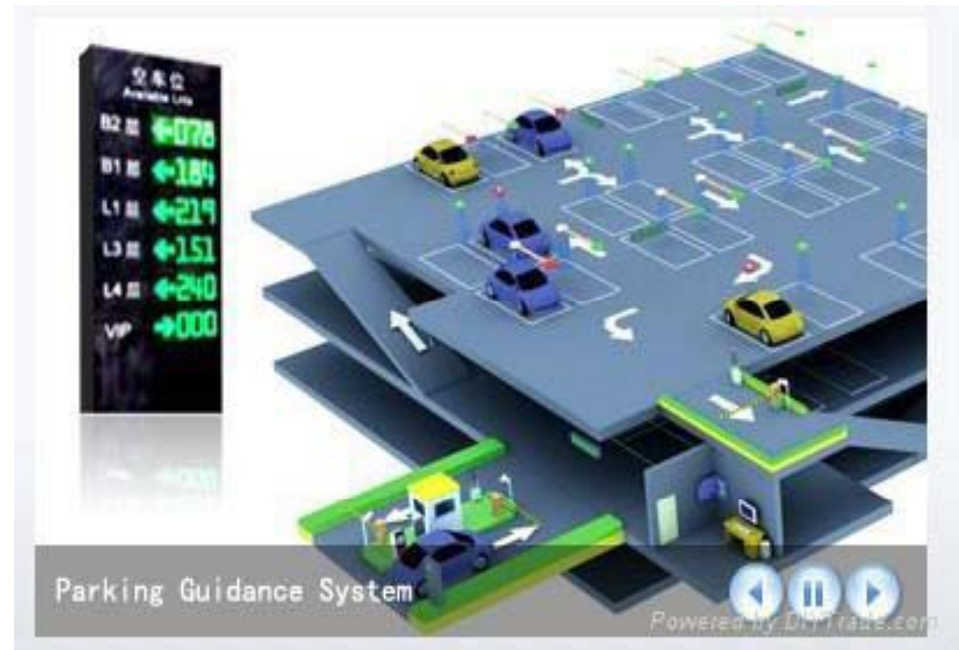 空车位
Available Lots
B2 层 ←078
B1 层 ←184
L1 层 ←219
L3 层 ←151
L4 层 ←240
VIP →000
Parking Guidance System
Powered by DIYTrade.com